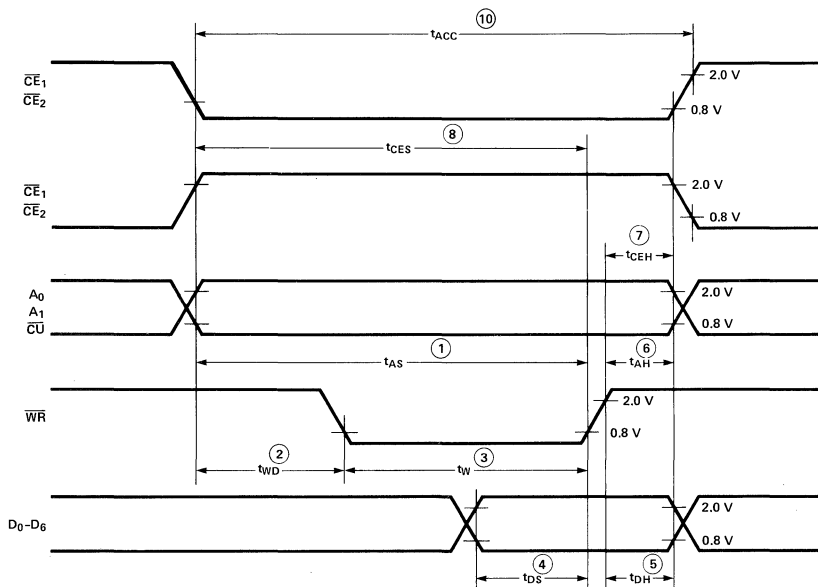 ⑩
tACC
CE1
CE2
2.0 V
0.8 V
⑧
tCES
CE1
CE2
2.0 V
0.8 V
⑦
tCEH
A0
A1
CU
2.0 V
0.8 V
①
tAS
⑥
tAH
WR
2.0 V
0.8 V
②
tWD
③
tW
D0–D6
2.0 V
0.8 V
④
tDS
⑤
tDH